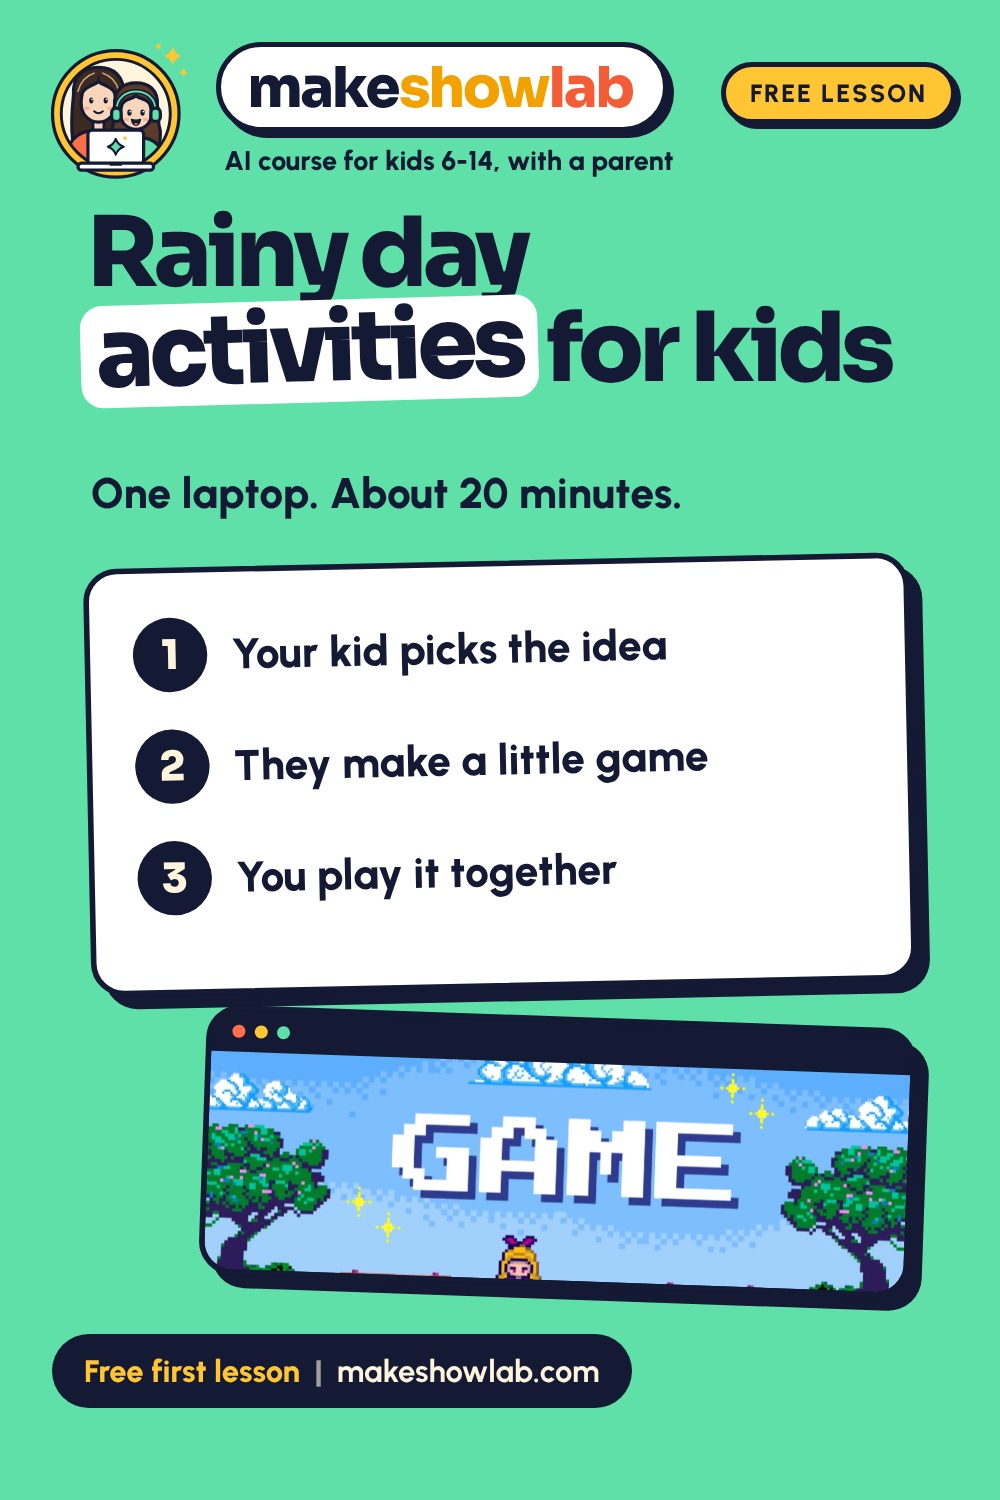 makeshowlab
FREE LESSON
AI course for kids 6-14, with a parent
Rainy day
activities for kids
One laptop. About 20 minutes.
1 Your kid picks the idea
2 They make a little game
3 You play it together
GAME
Free first lesson | makeshowlab.com